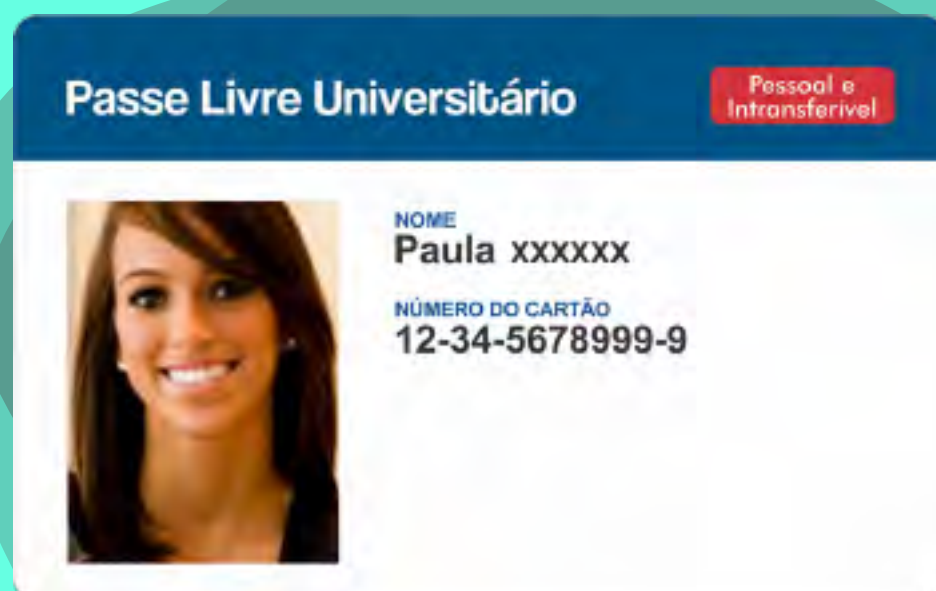 Passe Livre Universitário
Pessoal e
Intransferível
NOME
Paula xxxxxx
NÚMERO DO CARTÃO
12-34-5678999-9